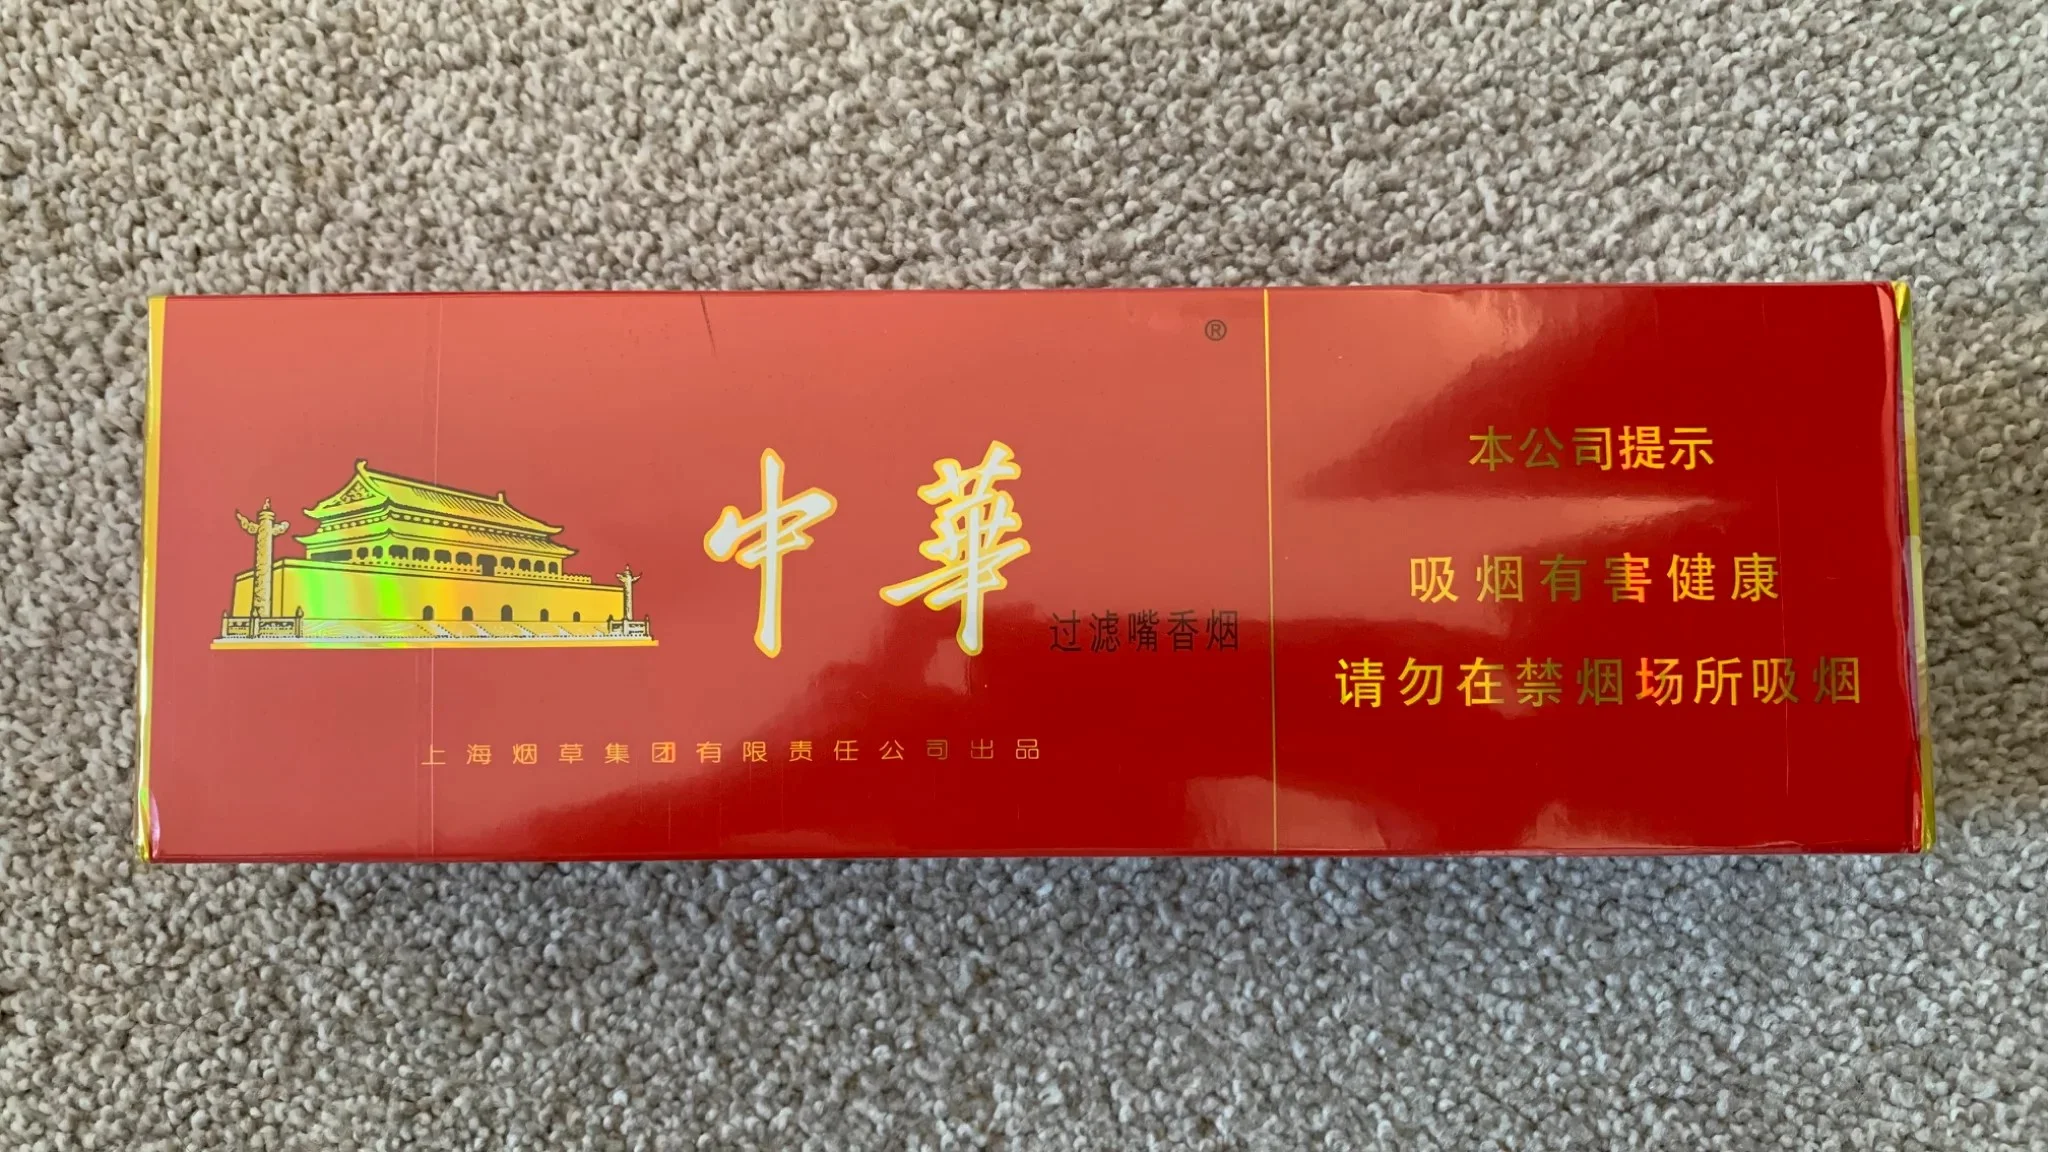 ®
中華
过滤嘴香烟
上海烟草集团有限责任公司出品
本公司提示
吸烟有害健康
请勿在禁烟场所吸烟